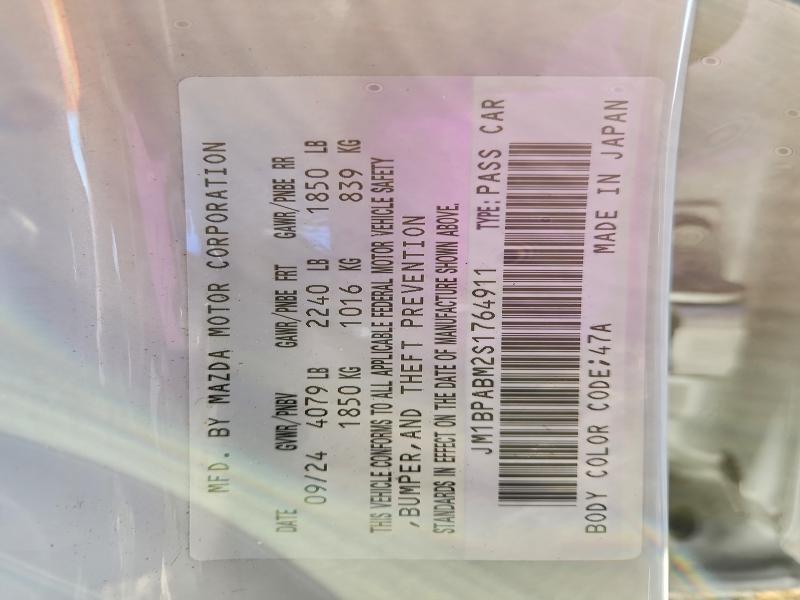 MFD. BY MAZDA MOTOR CORPORATION
DATE GVWR/PNBV GAWR/PNBE FRT GAWR/PNBE RR
09/24 4079 LB 2240 LB 1850 LB
1850 KG 1016 KG 839 KG
THIS VEHICLE CONFORMS TO ALL APPLICABLE FEDERAL MOTOR VEHICLE SAFETY
,BUMPER,AND THEFT PREVENTION
STANDARDS IN EFFECT ON THE DATE OF MANUFACTURE SHOWN ABOVE.
JM1BPABM2S1764911 TYPE:PASS CAR
BODY COLOR CODE;47A MADE IN JAPAN